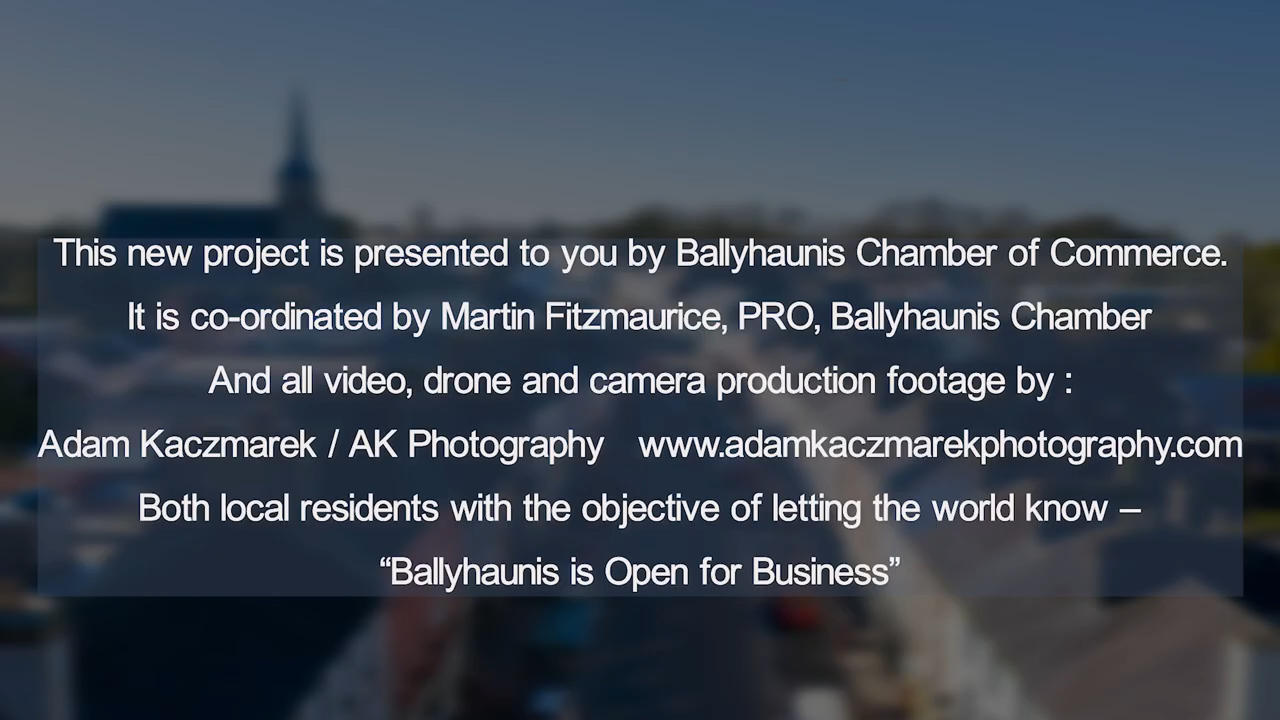 This new project is presented to you by Ballyhaunis Chamber of Commerce.
It is co-ordinated by Martin Fitzmaurice, PRO, Ballyhaunis Chamber
And all video, drone and camera production footage by :
Adam Kaczmarek / AK Photography   www.adamkaczmarekphotography.com
Both local residents with the objective of letting the world know –
“Ballyhaunis is Open for Business”